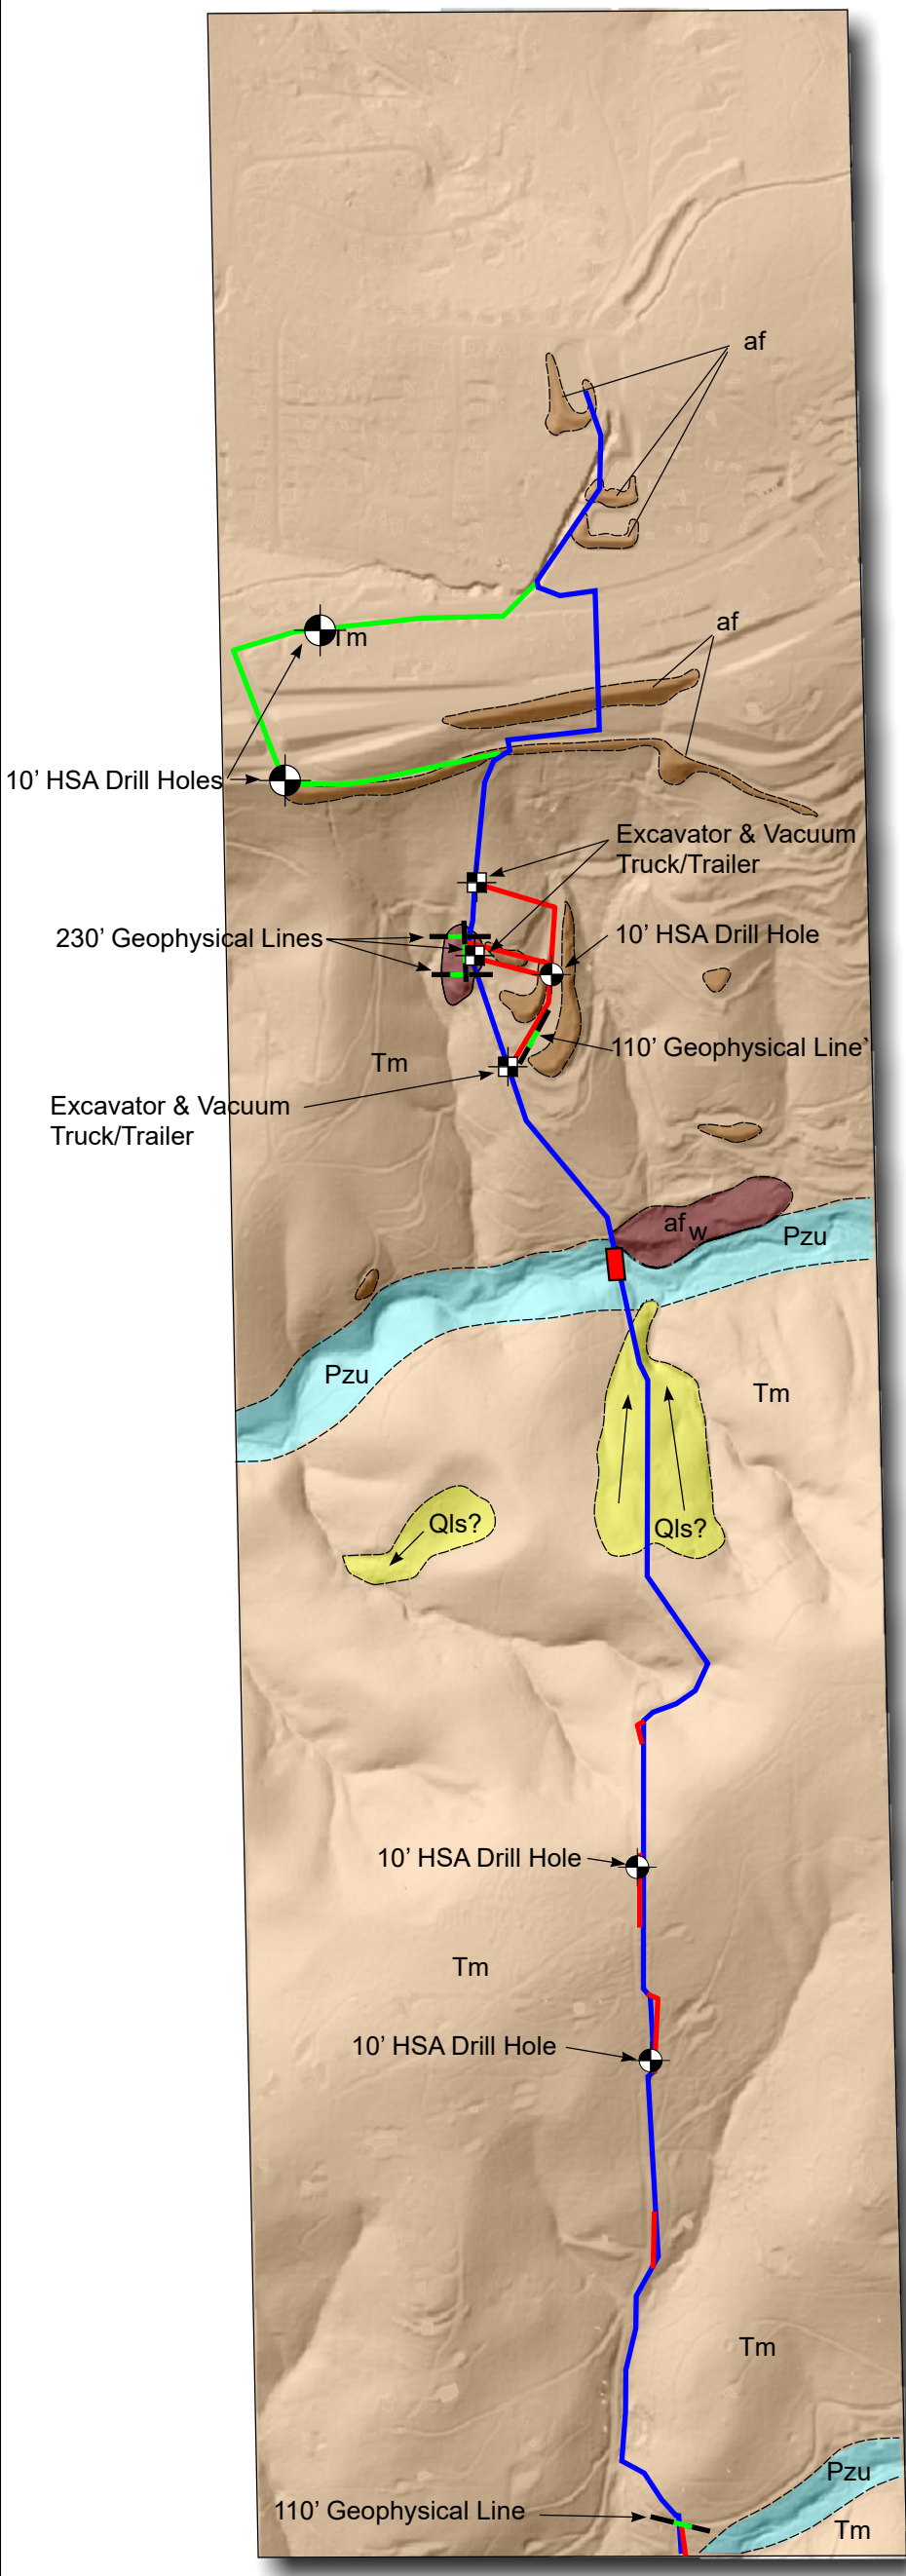 af
af
Tm
10’ HSA Drill Holes
Excavator & Vacuum
Truck/Trailer
230’ Geophysical Lines
10’ HSA Drill Hole
110’ Geophysical Line`
Tm
Excavator & Vacuum
Truck/Trailer
afw
Pzu
Pzu
Tm
Qls?
Qls?
10’ HSA Drill Hole
Tm
10’ HSA Drill Hole
Tm
Pzu
110’ Geophysical Line
Tm